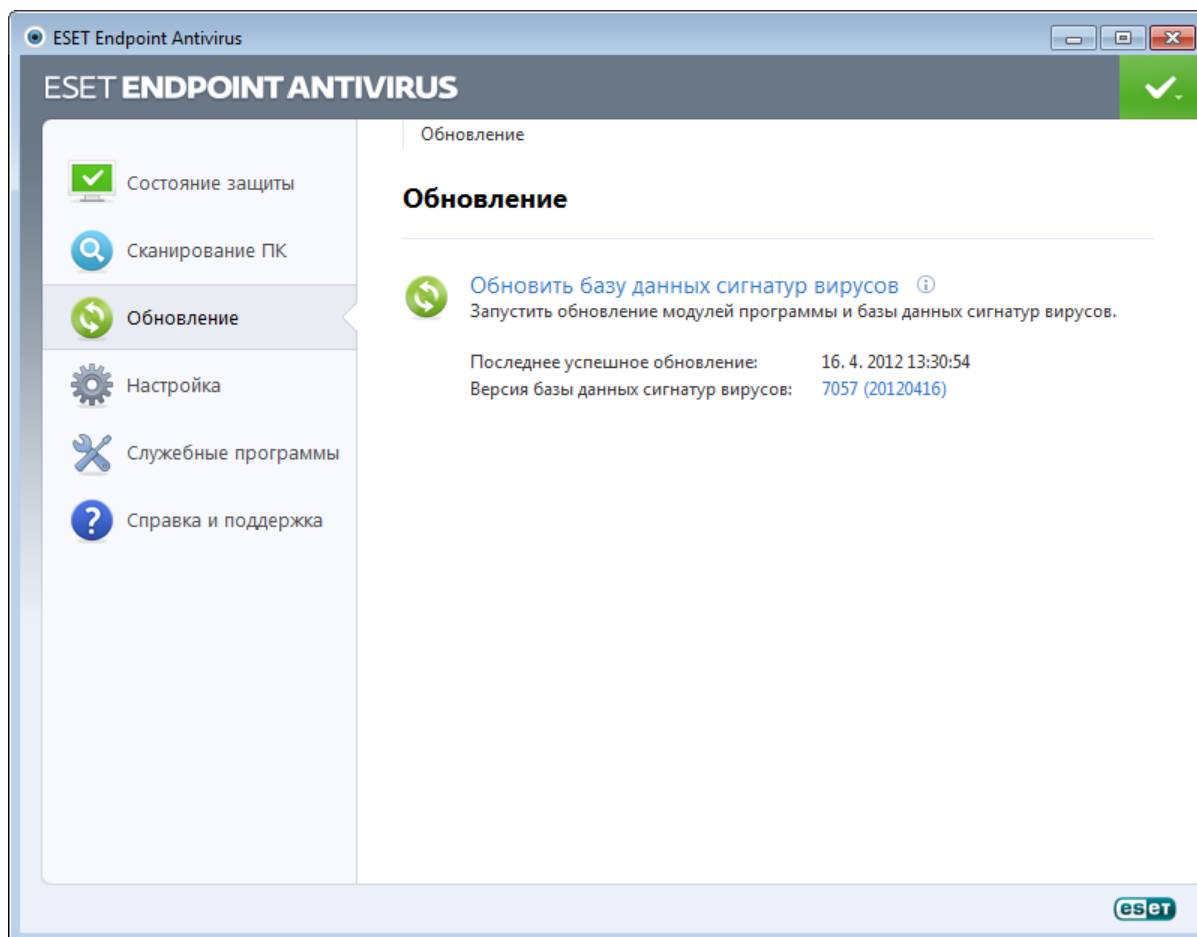 ESET Endpoint Antivirus
ESET ENDPOINT ANTIVIRUS
Состояние защиты
Сканирование ПК
Обновление
Настройка
Служебные программы
Справка и поддержка
Обновление
Обновление
Обновить базу данных сигнатур вирусов
Запустить обновление модулей программы и базы данных сигнатур вирусов.
Последнее успешное обновление: 16. 4. 2012 13:30:54
Версия базы данных сигнатур вирусов: 7057 (20120416)
eset